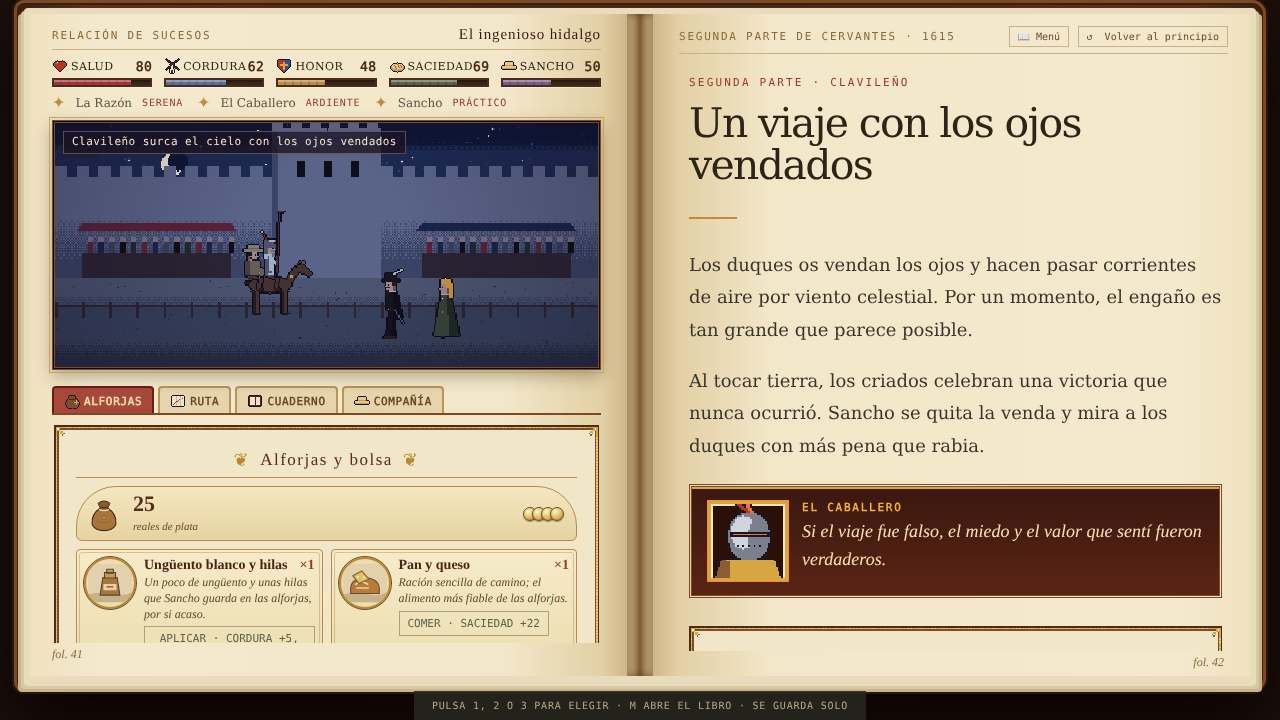 RELACIÓN DE SUCESOS
El ingenioso hidalgo
SALUD 80
CORDURA 62
HONOR 48
SACIEDAD 69
SANCHO 50
La Razón SERENA
El Caballero ARDIENTE
Sancho PRÁCTICO
Clavileño surca el cielo con los ojos vendados
ALFORJAS
RUTA
CUADERNO
COMPAÑÍA
Alforjas y bolsa
25
reales de plata
Ungüento blanco y hilas ×1
Un poco de ungüento y unas hilas
que Sancho guarda en las alforjas,
por si acaso.
APLICAR · CORDURA +5,
Pan y queso ×1
Ración sencilla de camino; el
alimento más fiable de las alforjas.
COMER · SACIEDAD +22
fol. 41
SEGUNDA PARTE DE CERVANTES · 1615
Menú
↺ Volver al principio
SEGUNDA PARTE · CLAVILEÑO
Un viaje con los ojos
vendados
Los duques os vendan los ojos y hacen pasar corrientes
de aire por viento celestial. Por un momento, el engaño es
tan grande que parece posible.
Al tocar tierra, los criados celebran una victoria que
nunca ocurrió. Sancho se quita la venda y mira a los
duques con más pena que rabia.
EL CABALLERO
Si el viaje fue falso, el miedo y el valor que sentí fueron
verdaderos.
fol. 42
PULSA 1, 2 O 3 PARA ELEGIR · M ABRE EL LIBRO · SE GUARDA SOLO